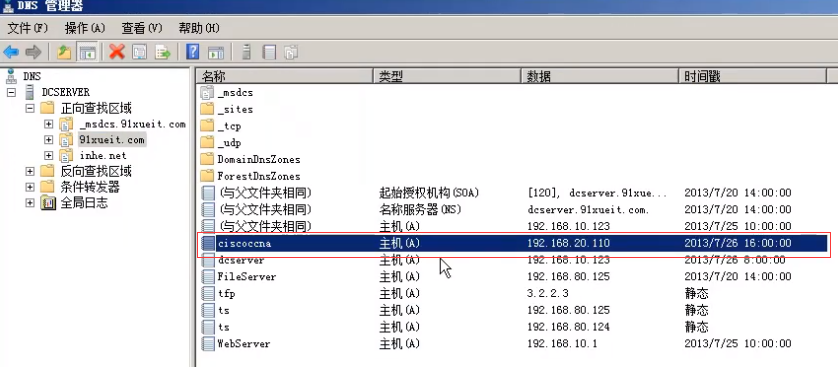 DNS 管理器
文件(F) 操作(A) 查看(V) 帮助(H)
DNS
DCSERVER
正向查找区域
_msdcs.91xueit.com
91xueit.com
inhe.net
反向查找区域
条件转发器
全局日志
名称 类型 数据 时间戳
_msdcs
_sites
_tcp
_udp
DomainDnsZones
ForestDnsZones
(与父文件夹相同) 起始授权机构(SOA) [120], dcserver.91xue... 2013/7/20 14:00:00
(与父文件夹相同) 名称服务器(NS) dcserver.91xueit.com. 2013/7/20 14:00:00
(与父文件夹相同) 主机(A) 192.168.10.123 2013/7/25 10:00:00
ciscoccna 主机(A) 192.168.20.110 2013/7/26 16:00:00
dcserver 主机(A) 192.168.10.123 2013/7/26 8:00:00
FileServer 主机(A) 192.168.80.125 2013/7/20 14:00:00
tfp 主机(A) 3.2.2.3 静态
ts 主机(A) 192.168.80.125 静态
ts 主机(A) 192.168.80.124 静态
WebServer 主机(A) 192.168.10.1 2013/7/25 10:00:00